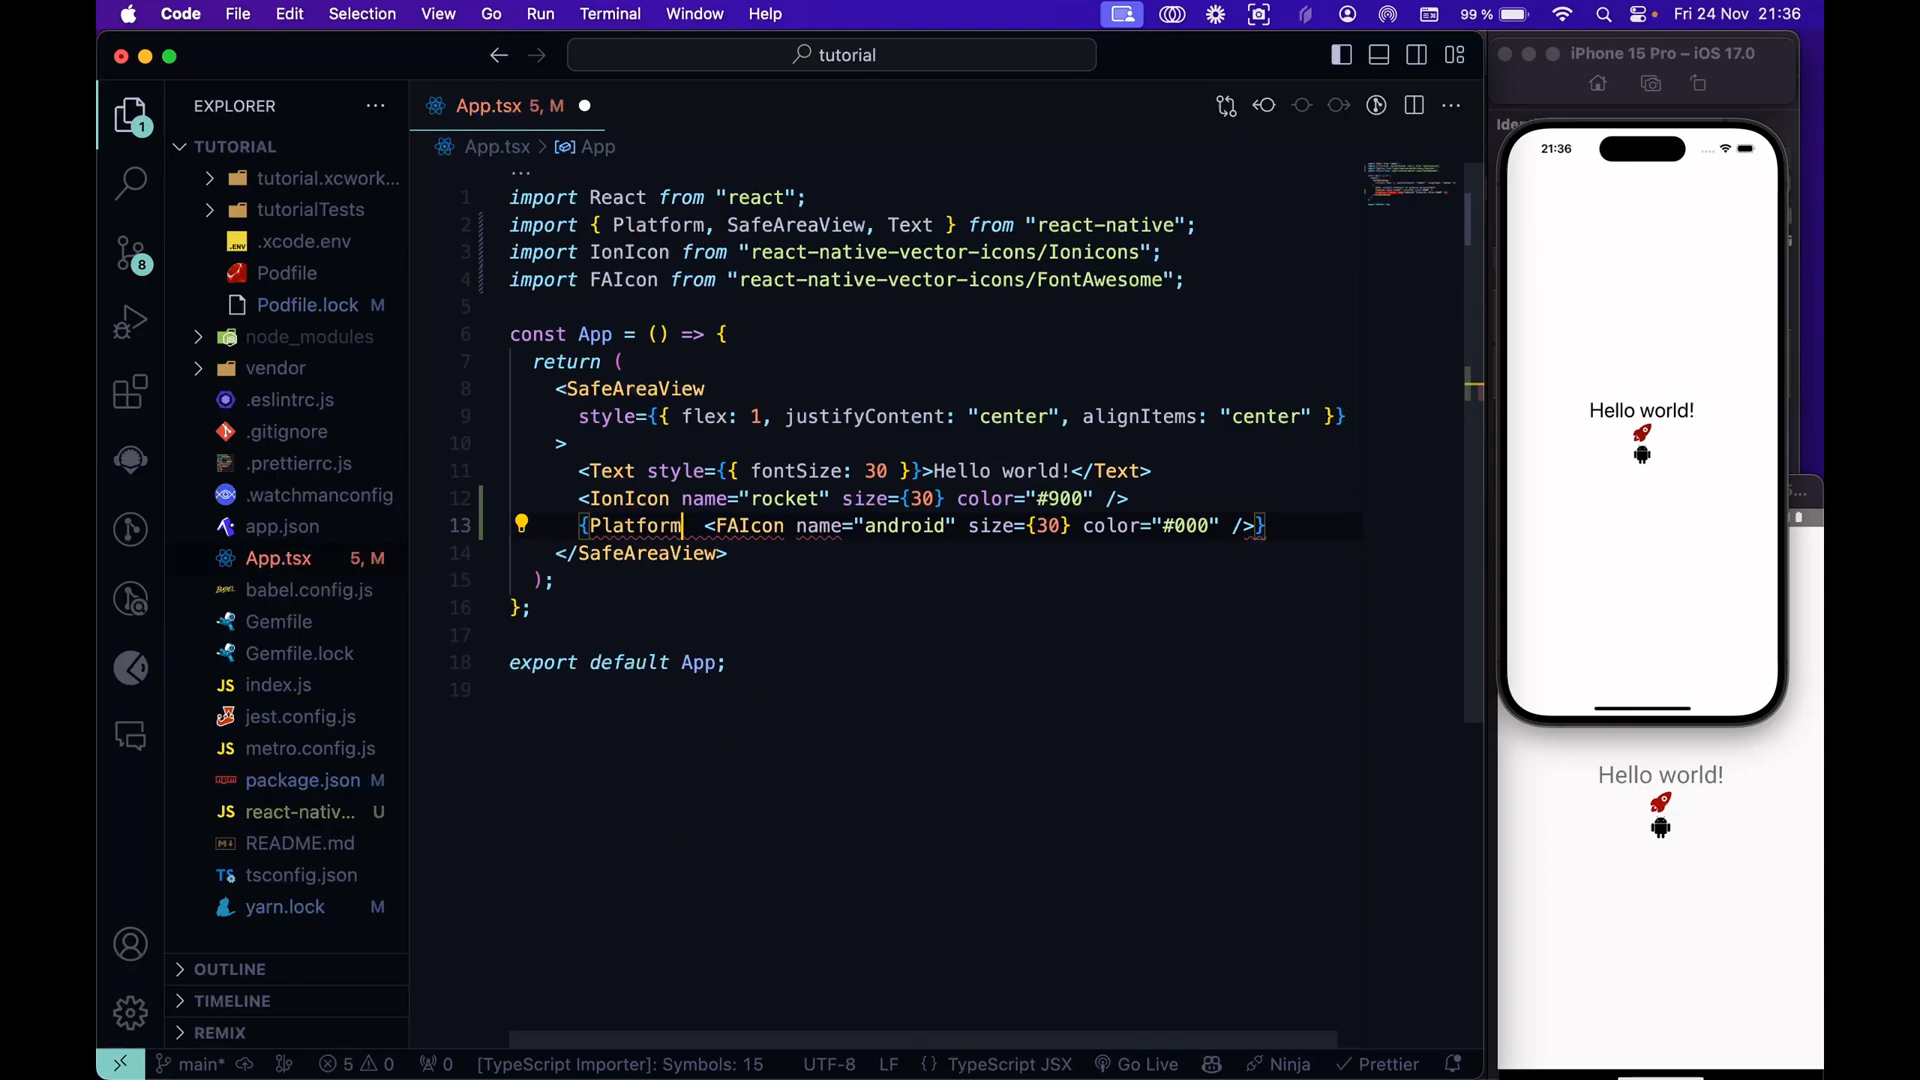 Code File Edit Selection View Go Run Terminal Window Help 99 % Fri 24 Nov 21:36
tutorial
EXPLORER
TUTORIAL
tutorial.xcwork...
tutorialTests
.xcode.env
Podfile
Podfile.lock M
node_modules
vendor
.eslintrc.js
.gitignore
.prettierrc.js
.watchmanconfig
app.json
App.tsx 5, M
babel.config.js
Gemfile
Gemfile.lock
index.js
jest.config.js
metro.config.js
package.json M
react-nativ... U
README.md
tsconfig.json
yarn.lock M
OUTLINE
TIMELINE
REMIX
1
8
App.tsx 5, M
App.tsx > App
...
1 import React from "react";
2 import { Platform, SafeAreaView, Text } from "react-native";
3 import IonIcon from "react-native-vector-icons/Ionicons";
4 import FAIcon from "react-native-vector-icons/FontAwesome";
5
6 const App = () => {
7 return (
8 <SafeAreaView
9 style={{ flex: 1, justifyContent: "center", alignItems: "center" }}
10 >
11 <Text style={{ fontSize: 30 }}>Hello world!</Text>
12 <IonIcon name="rocket" size={30} color="#900" />
13 {Platform <FAIcon name="android" size={30} color="#000" />}
14 </SafeAreaView>
15 );
16 };
17
18 export default App;
19
main* 5 0 0 [TypeScript Importer]: Symbols: 15 UTF-8 LF {} TypeScript JSX Go Live Ninja Prettier
iPhone 15 Pro – iOS 17.0
21:36
Hello world!
Hello world!